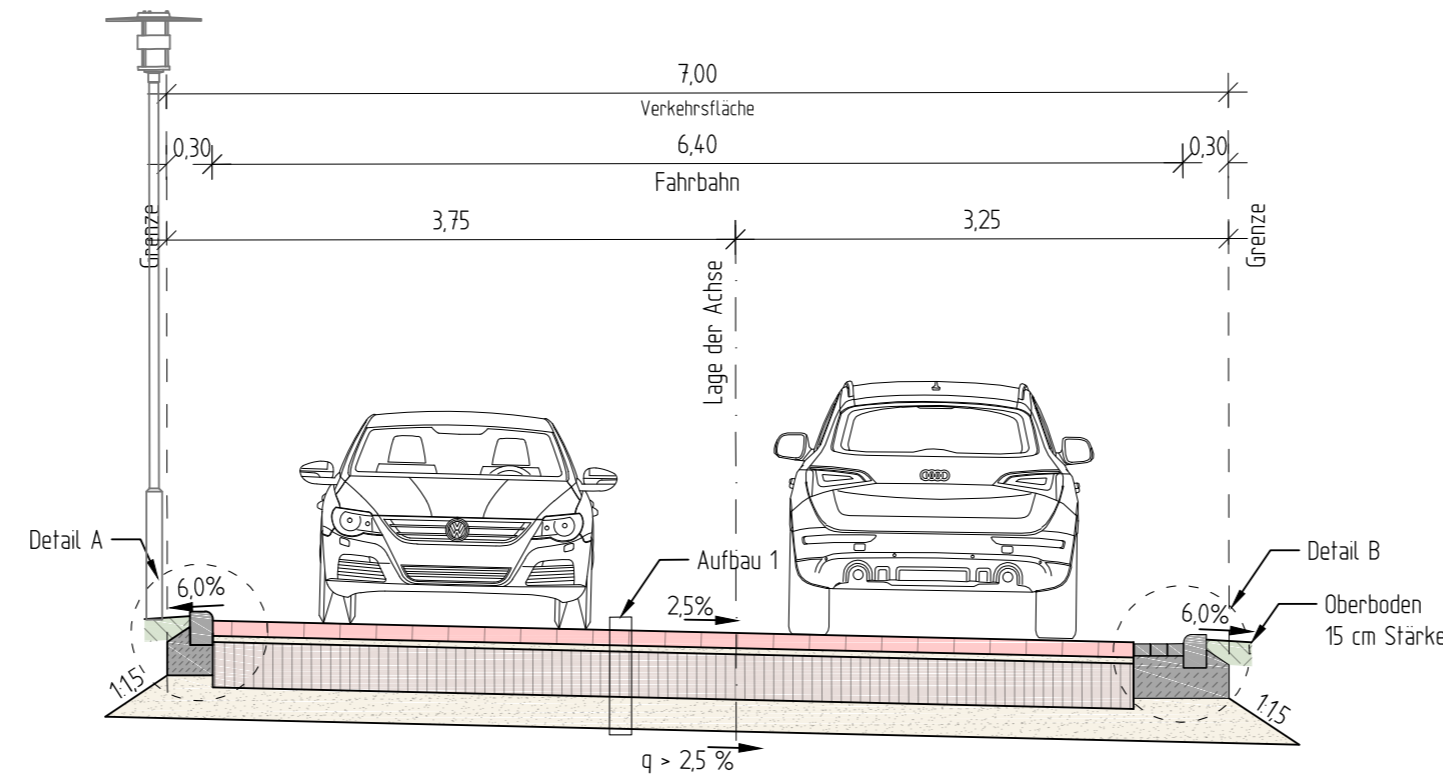 7,00
Verkehrsfläche
0,30
6,40
0,30
Fahrbahn
3,75
3,25
Grenze
Grenze
Lage der Achse
Detail A
Aufbau 1
Detail B
6,0%
2,5%
6,0%
Oberboden
15 cm Stärke
1:1,5
1:1,5
q > 2,5 %